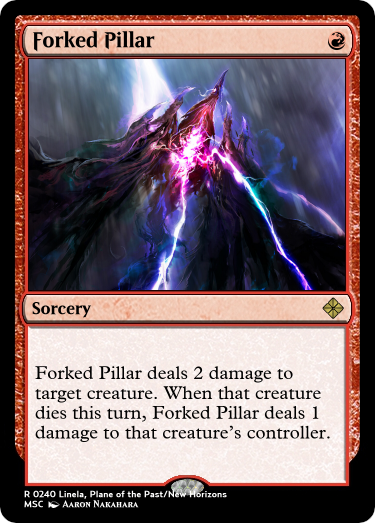 Forked Pillar
Sorcery
Forked Pillar deals 2 damage to
target creature. When that creature
dies this turn, Forked Pillar deals 1
damage to that creature's controller.
R 0240 Linela, Plane of the Past/New Horizons
MSC Aaron Nakahara